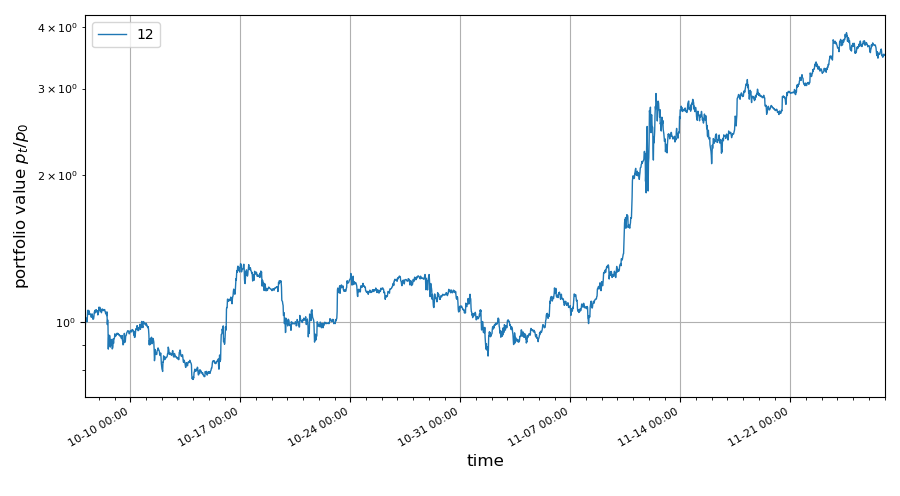 12
4 × 10⁰
3 × 10⁰
2 × 10⁰
10⁰
portfolio value pₜ/p₀
10-10 00:00
10-17 00:00
10-24 00:00
10-31 00:00
11-07 00:00
11-14 00:00
11-21 00:00
time